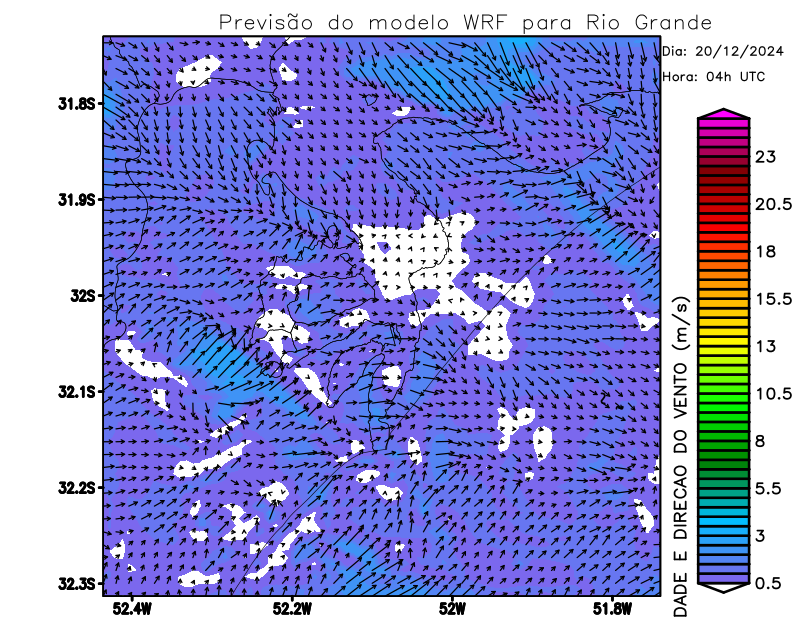 Previsão do modelo WRF para Rio Grande
Dia: 20/12/2024
Hora: 04h UTC
31.8S
31.9S
32S
32.1S
32.2S
32.3S
52.4W
52.2W
52W
51.8W
23
20.5
18
15.5
13
10.5
8
5.5
3
0.5
DADE E DIRECAO DO VENTO (m/s)